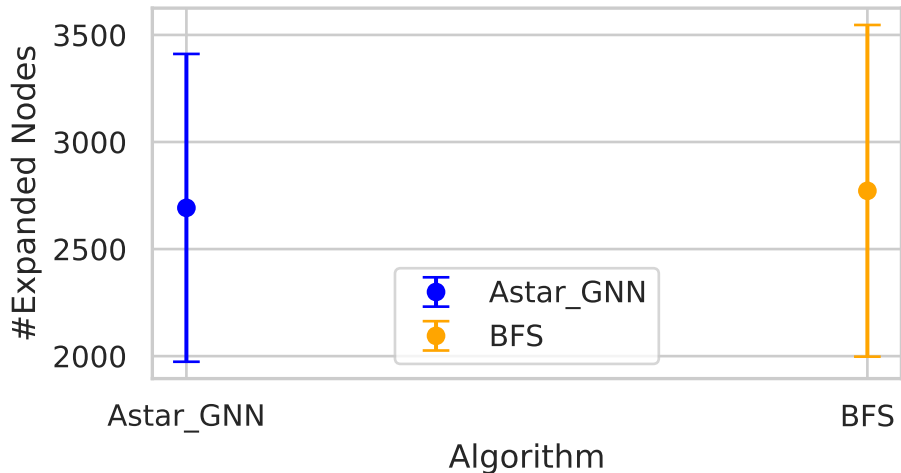 #Expanded Nodes
3500
3000
2500
2000
Astar_GNN
BFS
Astar_GNN
BFS
Algorithm